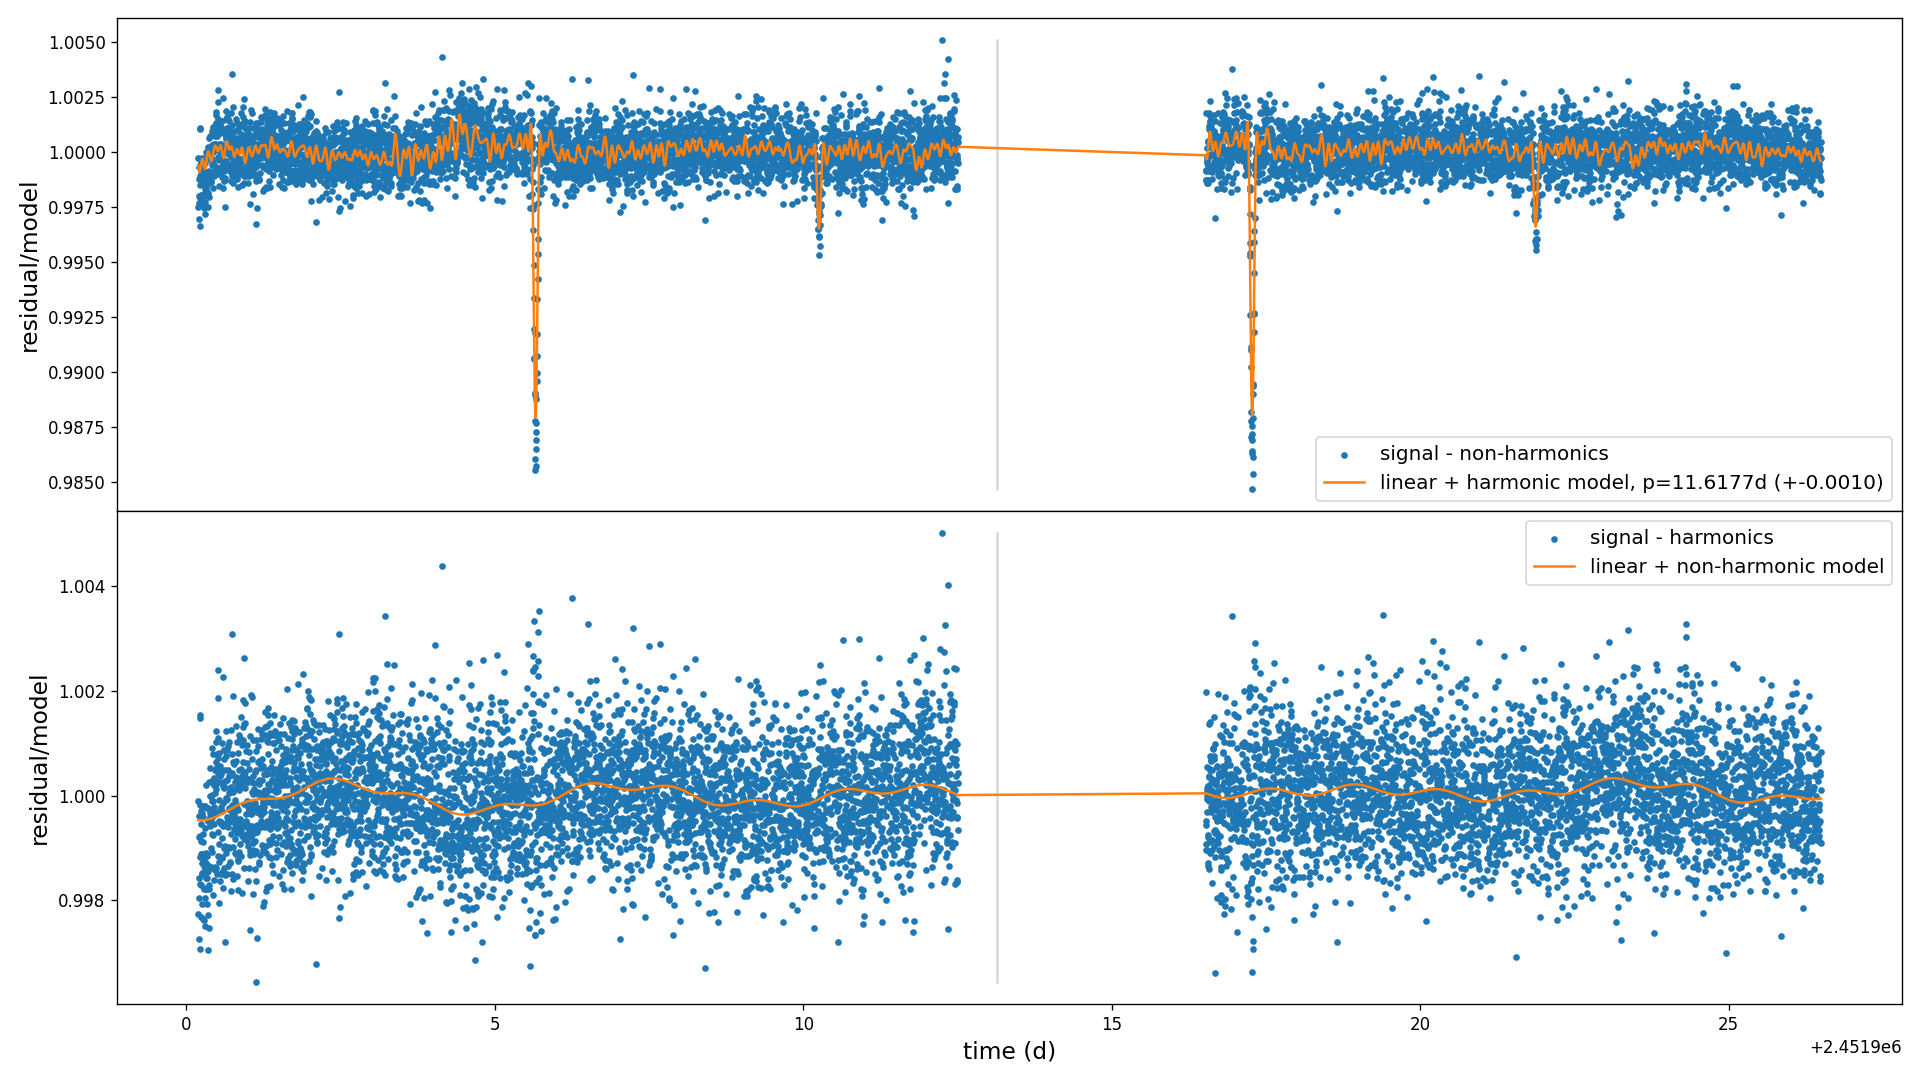 residual/model
1.0050
1.0025
1.0000
0.9975
0.9950
0.9925
0.9900
0.9875
0.9850
signal - non-harmonics
linear + harmonic model, p=11.6177d (+-0.0010)
residual/model
1.004
1.002
1.000
0.998
signal - harmonics
linear + non-harmonic model
0 5 10 15 20 25
time (d)
+2.4519e6